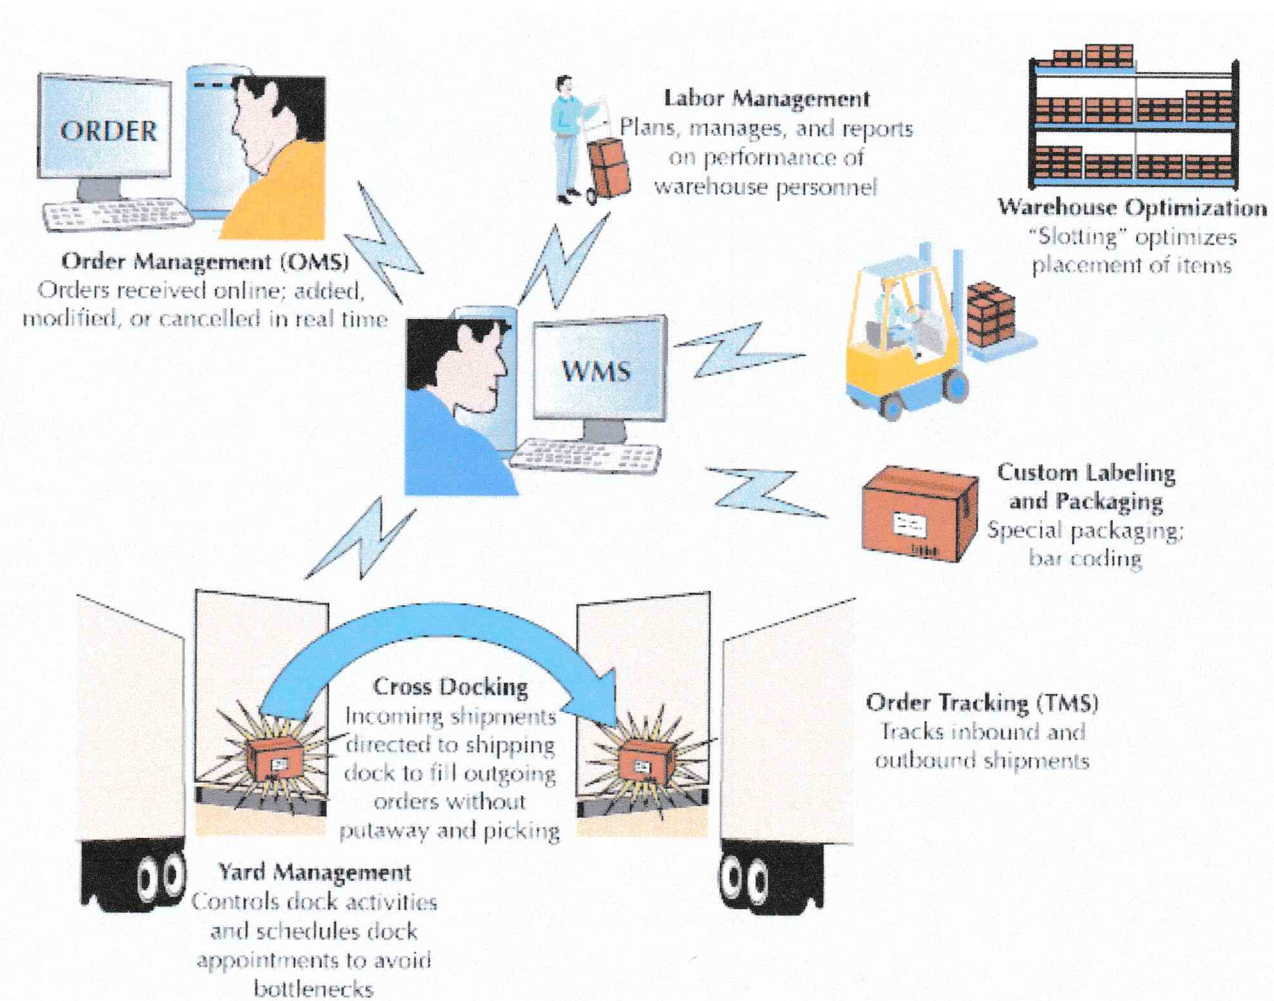 ORDER
Order Management (OMS)
Orders received online; added,
modified, or cancelled in real time
Labor Management
Plans, manages, and reports
on performance of
warehouse personnel
Warehouse Optimization
“Slotting” optimizes
placement of items
WMS
Custom Labeling
and Packaging
Special packaging;
bar coding
Cross Docking
Incoming shipments
directed to shipping
dock to fill outgoing
orders without
putaway and picking
Order Tracking (TMS)
Tracks inbound and
outbound shipments
Yard Management
Controls dock activities
and schedules dock
appointments to avoid
bottlenecks